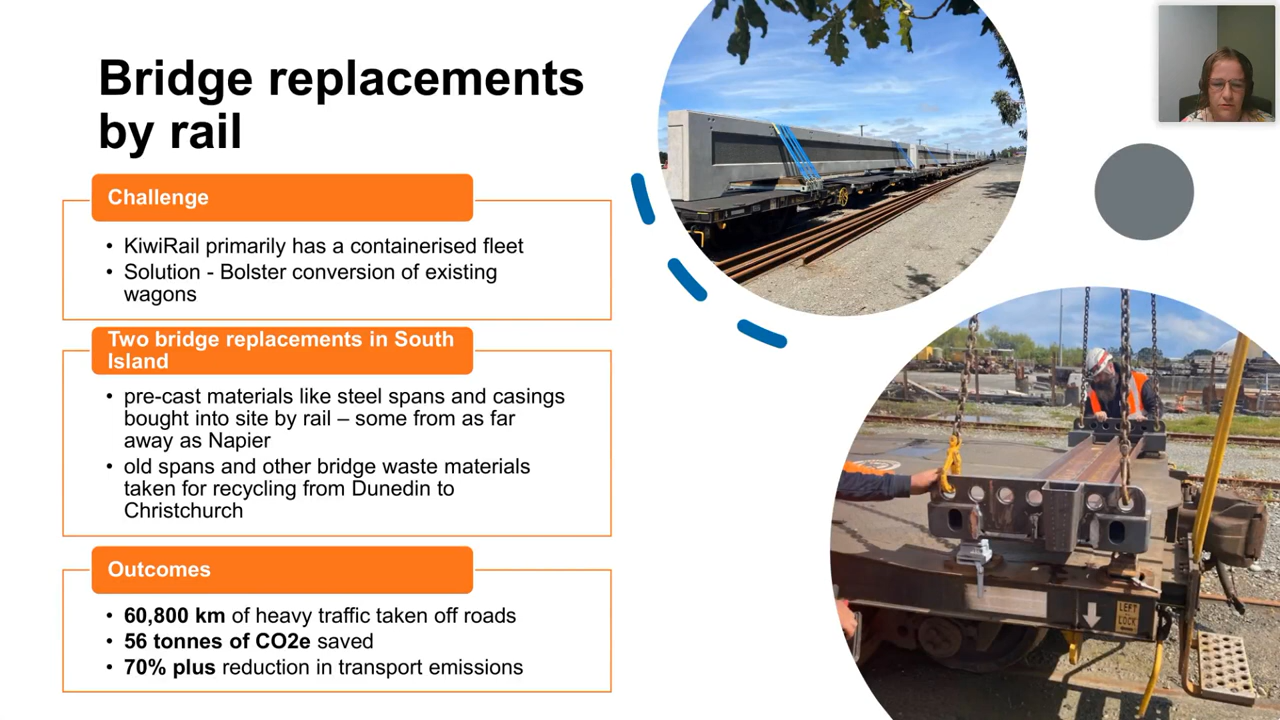 Bridge replacements
by rail
Challenge
• KiwiRail primarily has a containerised fleet
• Solution - Bolster conversion of existing
wagons
Two bridge replacements in South
Island
• pre-cast materials like steel spans and casings
bought into site by rail – some from as far
away as Napier
• old spans and other bridge waste materials
taken for recycling from Dunedin to
Christchurch
Outcomes
• 60,800 km of heavy traffic taken off roads
• 56 tonnes of CO2e saved
• 70% plus reduction in transport emissions
LEFT
LOCK